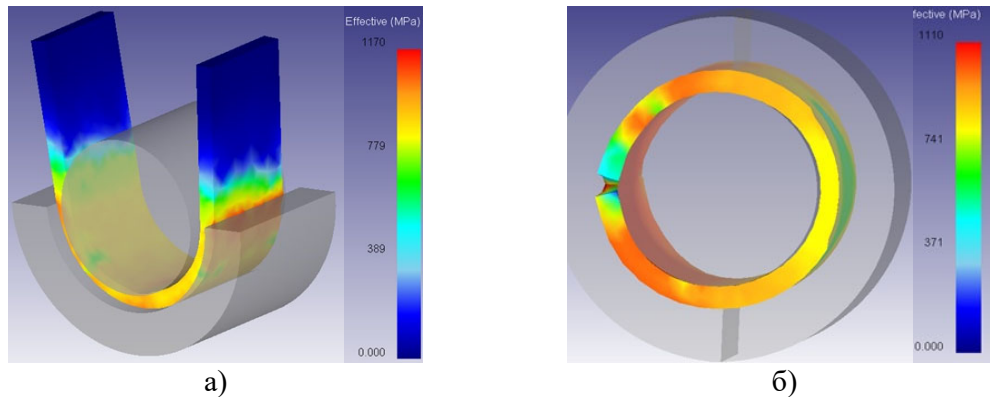 Effective (MPa)
1170
779
389
0.000
fective (MPa)
1110
741
371
0.000
а)
б)